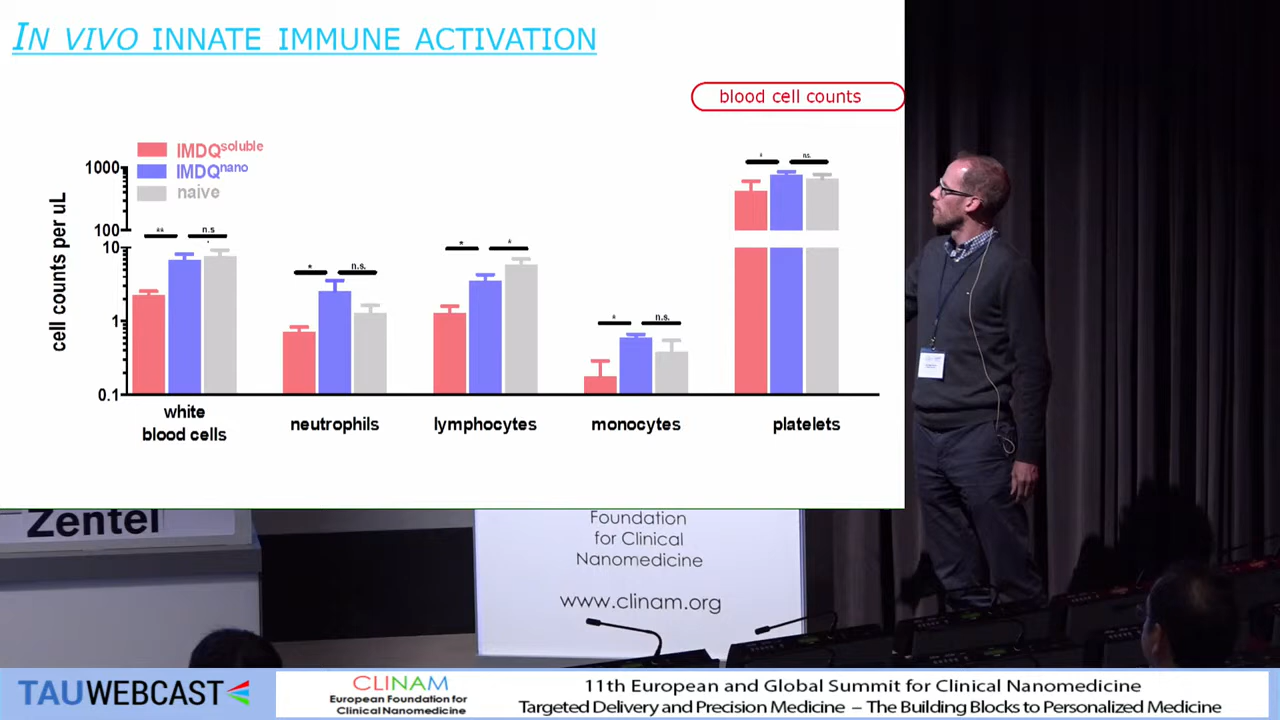 IN VIVO INNATE IMMUNE ACTIVATION
blood cell counts
IMDQsoluble
IMDQnano
naive
cell counts per uL
1000
100
10
1
0.1
** n.s.
* n.s.
* *
* n.s.
* ns.
white
blood cells
neutrophils
lymphocytes
monocytes
platelets
Zentel
Foundation
for Clinical
Nanomedicine
www.clinam.org
TAUWEBCAST
CLINAM
European Foundation for
Clinical Nanomedicine
11th European and Global Summit for Clinical Nanomedicine
Targeted Delivery and Precision Medicine – The Building Blocks to Personalized Medicine